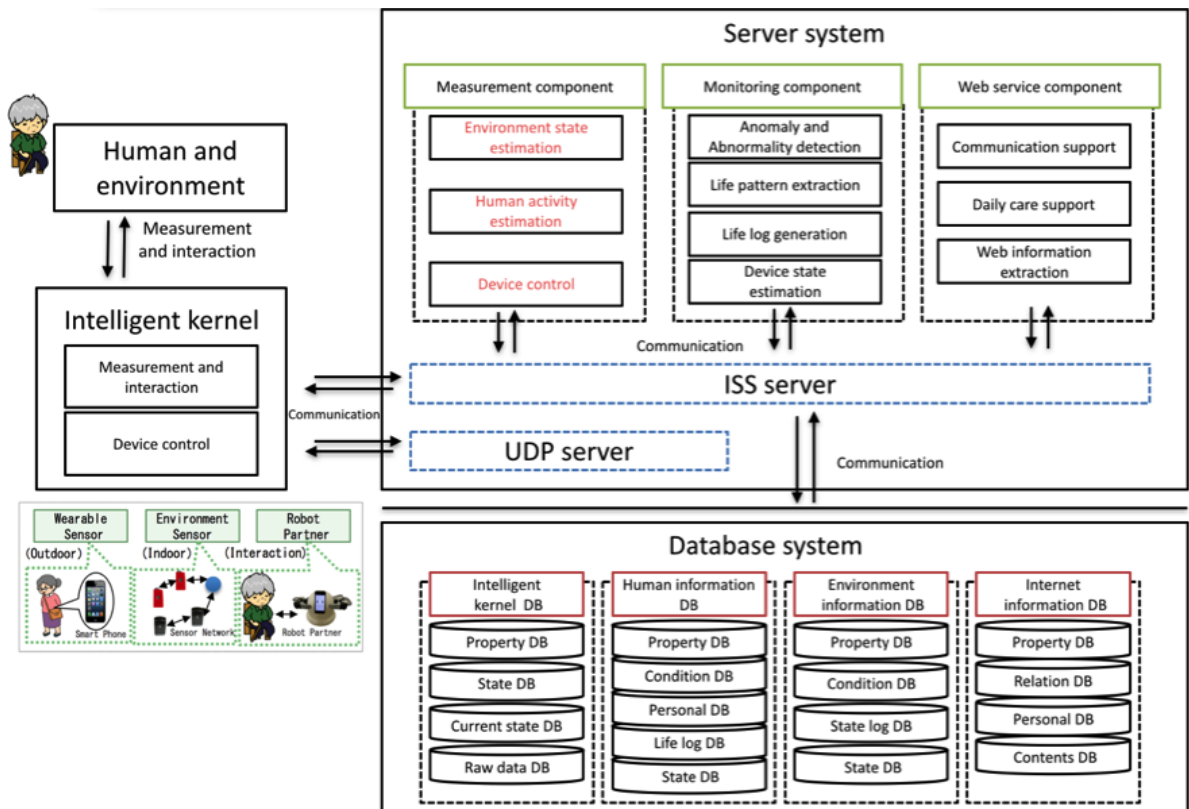 Server system
Measurement component
Monitoring component
Web service component
Environment state
estimation
Human activity
estimation
Device control
Anomaly and
Abnormality detection
Life pattern extraction
Life log generation
Device state
estimation
Communication support
Daily care support
Web information
extraction
Human and
environment
Measurement
and interaction
Intelligent kernel
Measurement and
interaction
Device control
Communication
Communication
ISS server
UDP server
Communication
Wearable
Sensor
Environment
Sensor
Robot
Partner
(Outdoor)
(Indoor)
(Interaction)
Smart Phone
Sensor Network
Robot Partner
Database system
Intelligent
kernel DB
Property DB
State DB
Current state DB
Raw data DB
Human information
DB
Property DB
Condition DB
Personal DB
Life log DB
State DB
Environment
information DB
Property DB
Condition DB
State log DB
State DB
Internet
information DB
Property DB
Relation DB
Personal DB
Contents DB